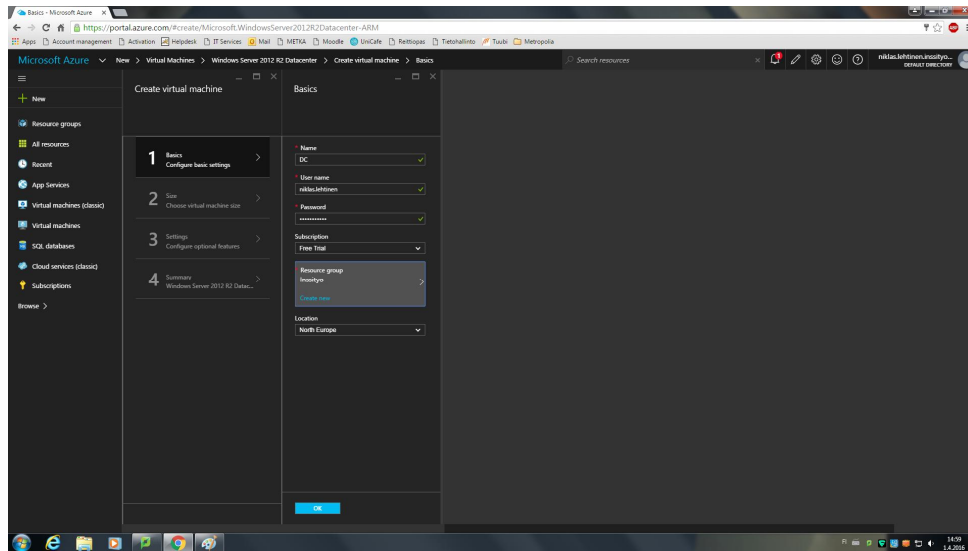 Basics - Microsoft Azure
https://portal.azure.com/#create/Microsoft.WindowsServer2012R2Datacenter-ARM
Apps Account management Activation Helpdesk IT Services Mail METKA Moodle UniCafe Reittiopas Tietohallinto Tuubi Metropolia
Microsoft Azure New > Virtual Machines > Windows Server 2012 R2 Datacenter > Create virtual machine > Basics
Search resources
1
niklas.lehtinen.inssityo...
DEFAULT DIRECTORY
New
Resource groups
All resources
Recent
App Services
Virtual machines (classic)
Virtual machines
SQL databases
Cloud services (classic)
Subscriptions
Browse >
Create virtual machine
1 Basics
Configure basic settings
2 Size
Choose virtual machine size
3 Settings
Configure optional features
4 Summary
Windows Server 2012 R2 Datac...
Basics
* Name
DC
* User name
niklas.lehtinen
* Password
Subscription
Free Trial
* Resource group
Inssityo
Create new
Location
North Europe
OK
FI
14:59
1.4.2016